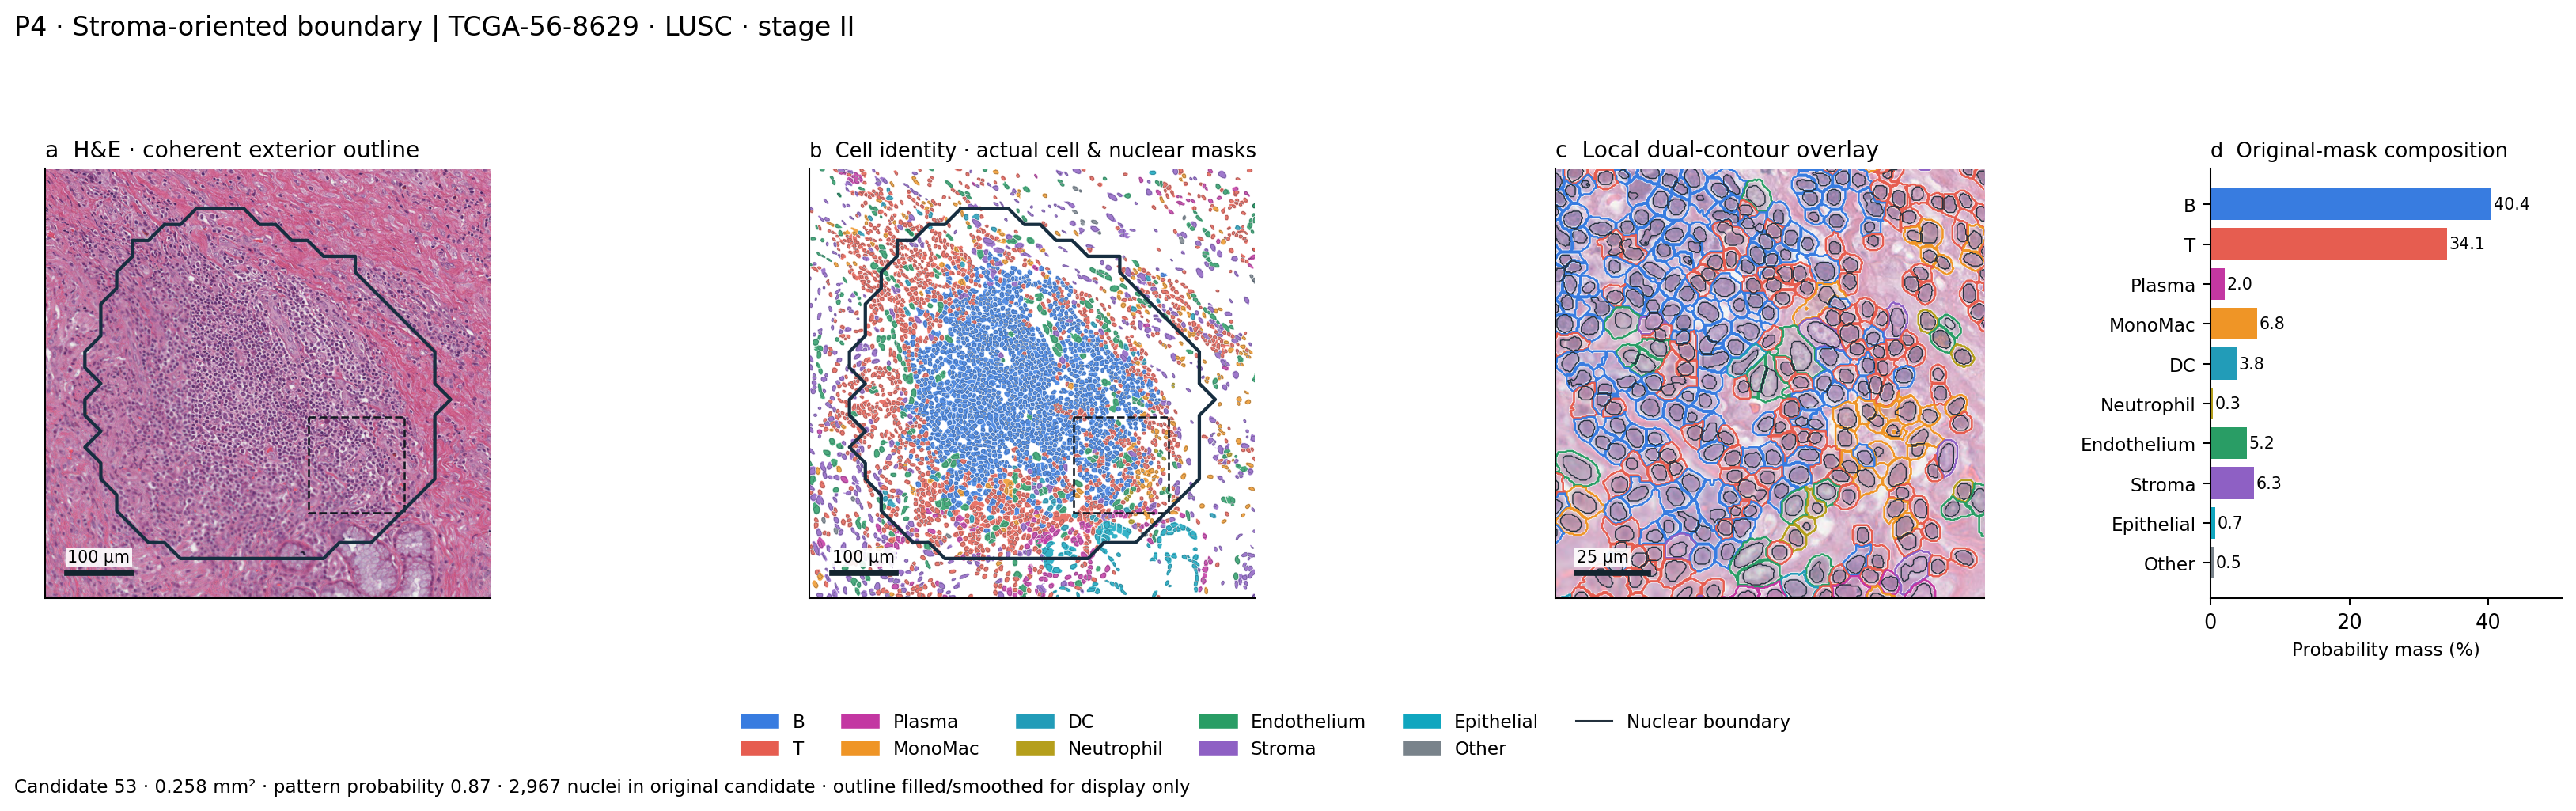 P4 · Stroma-oriented boundary | TCGA-56-8629 · LUSC · stage II
a H&E · coherent exterior outline
100 µm
b Cell identity · actual cell & nuclear masks
100 µm
c Local dual-contour overlay
25 µm
d Original-mask composition
B 40.4
T 34.1
Plasma 2.0
MonoMac 6.8
DC 3.8
Neutrophil 0.3
Endothelium 5.2
Stroma 6.3
Epithelial 0.7
Other 0.5
0 20 40
Probability mass (%)
B Plasma DC Endothelium Epithelial Nuclear boundary
T MonoMac Neutrophil Stroma Other
Candidate 53 · 0.258 mm² · pattern probability 0.87 · 2,967 nuclei in original candidate · outline filled/smoothed for display only